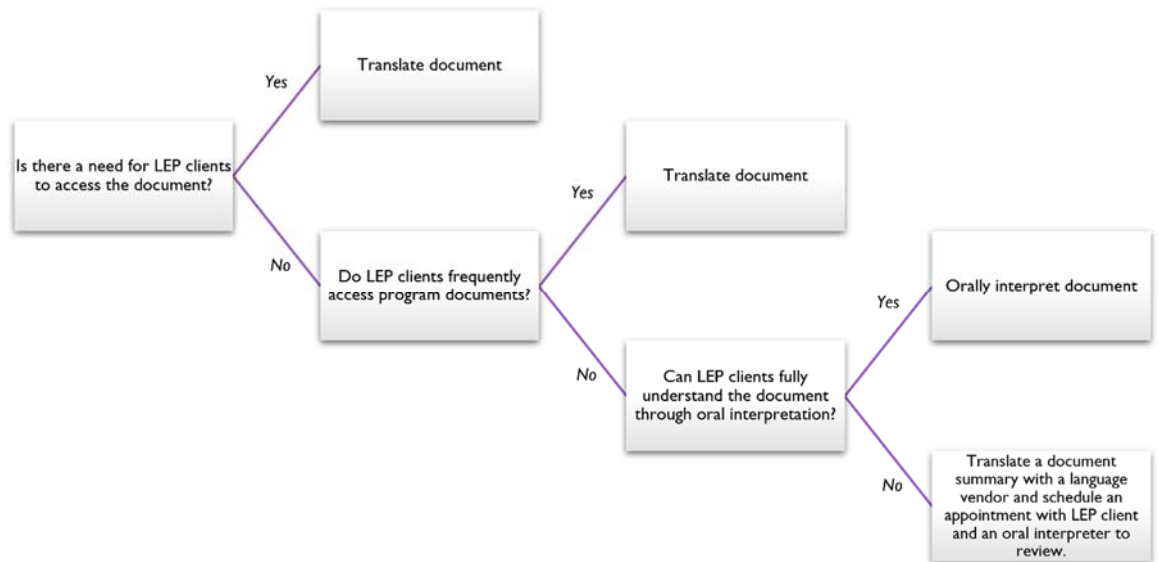 Translate document
Yes
Is there a need for LEP clients
to access the document?
Translate document
Yes
No
Do LEP clients frequently
access program documents?
Orally interpret document
Yes
No
Can LEP clients fully
understand the document
through oral interpretation?
Translate a document
summary with a language
vendor and schedule an
appointment with LEP client
and an oral interpreter to
review.
No